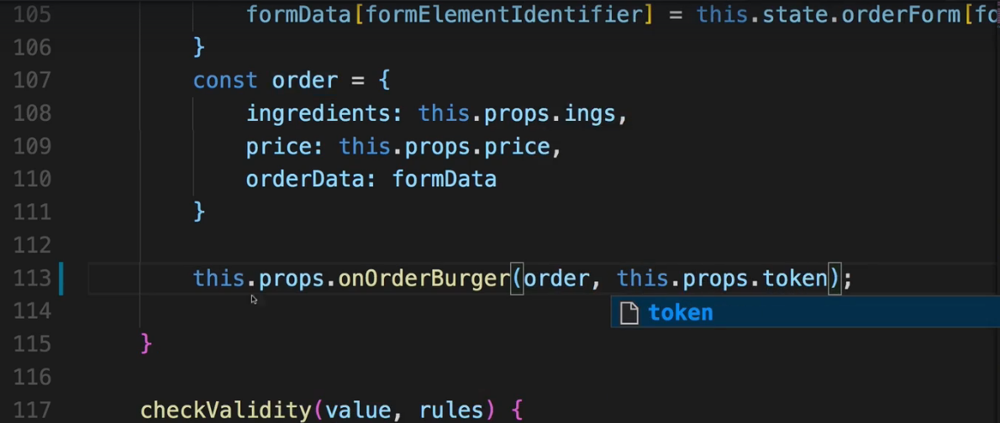 105 formData[formElementIdentifier] = this.state.orderForm[fo
106 }
107 const order = {
108 ingredients: this.props.ings,
109 price: this.props.price,
110 orderData: formData
111 }
112
113 this.props.onOrderBurger(order, this.props.token);
114 token
115 }
116
117 checkValidity(value, rules) {